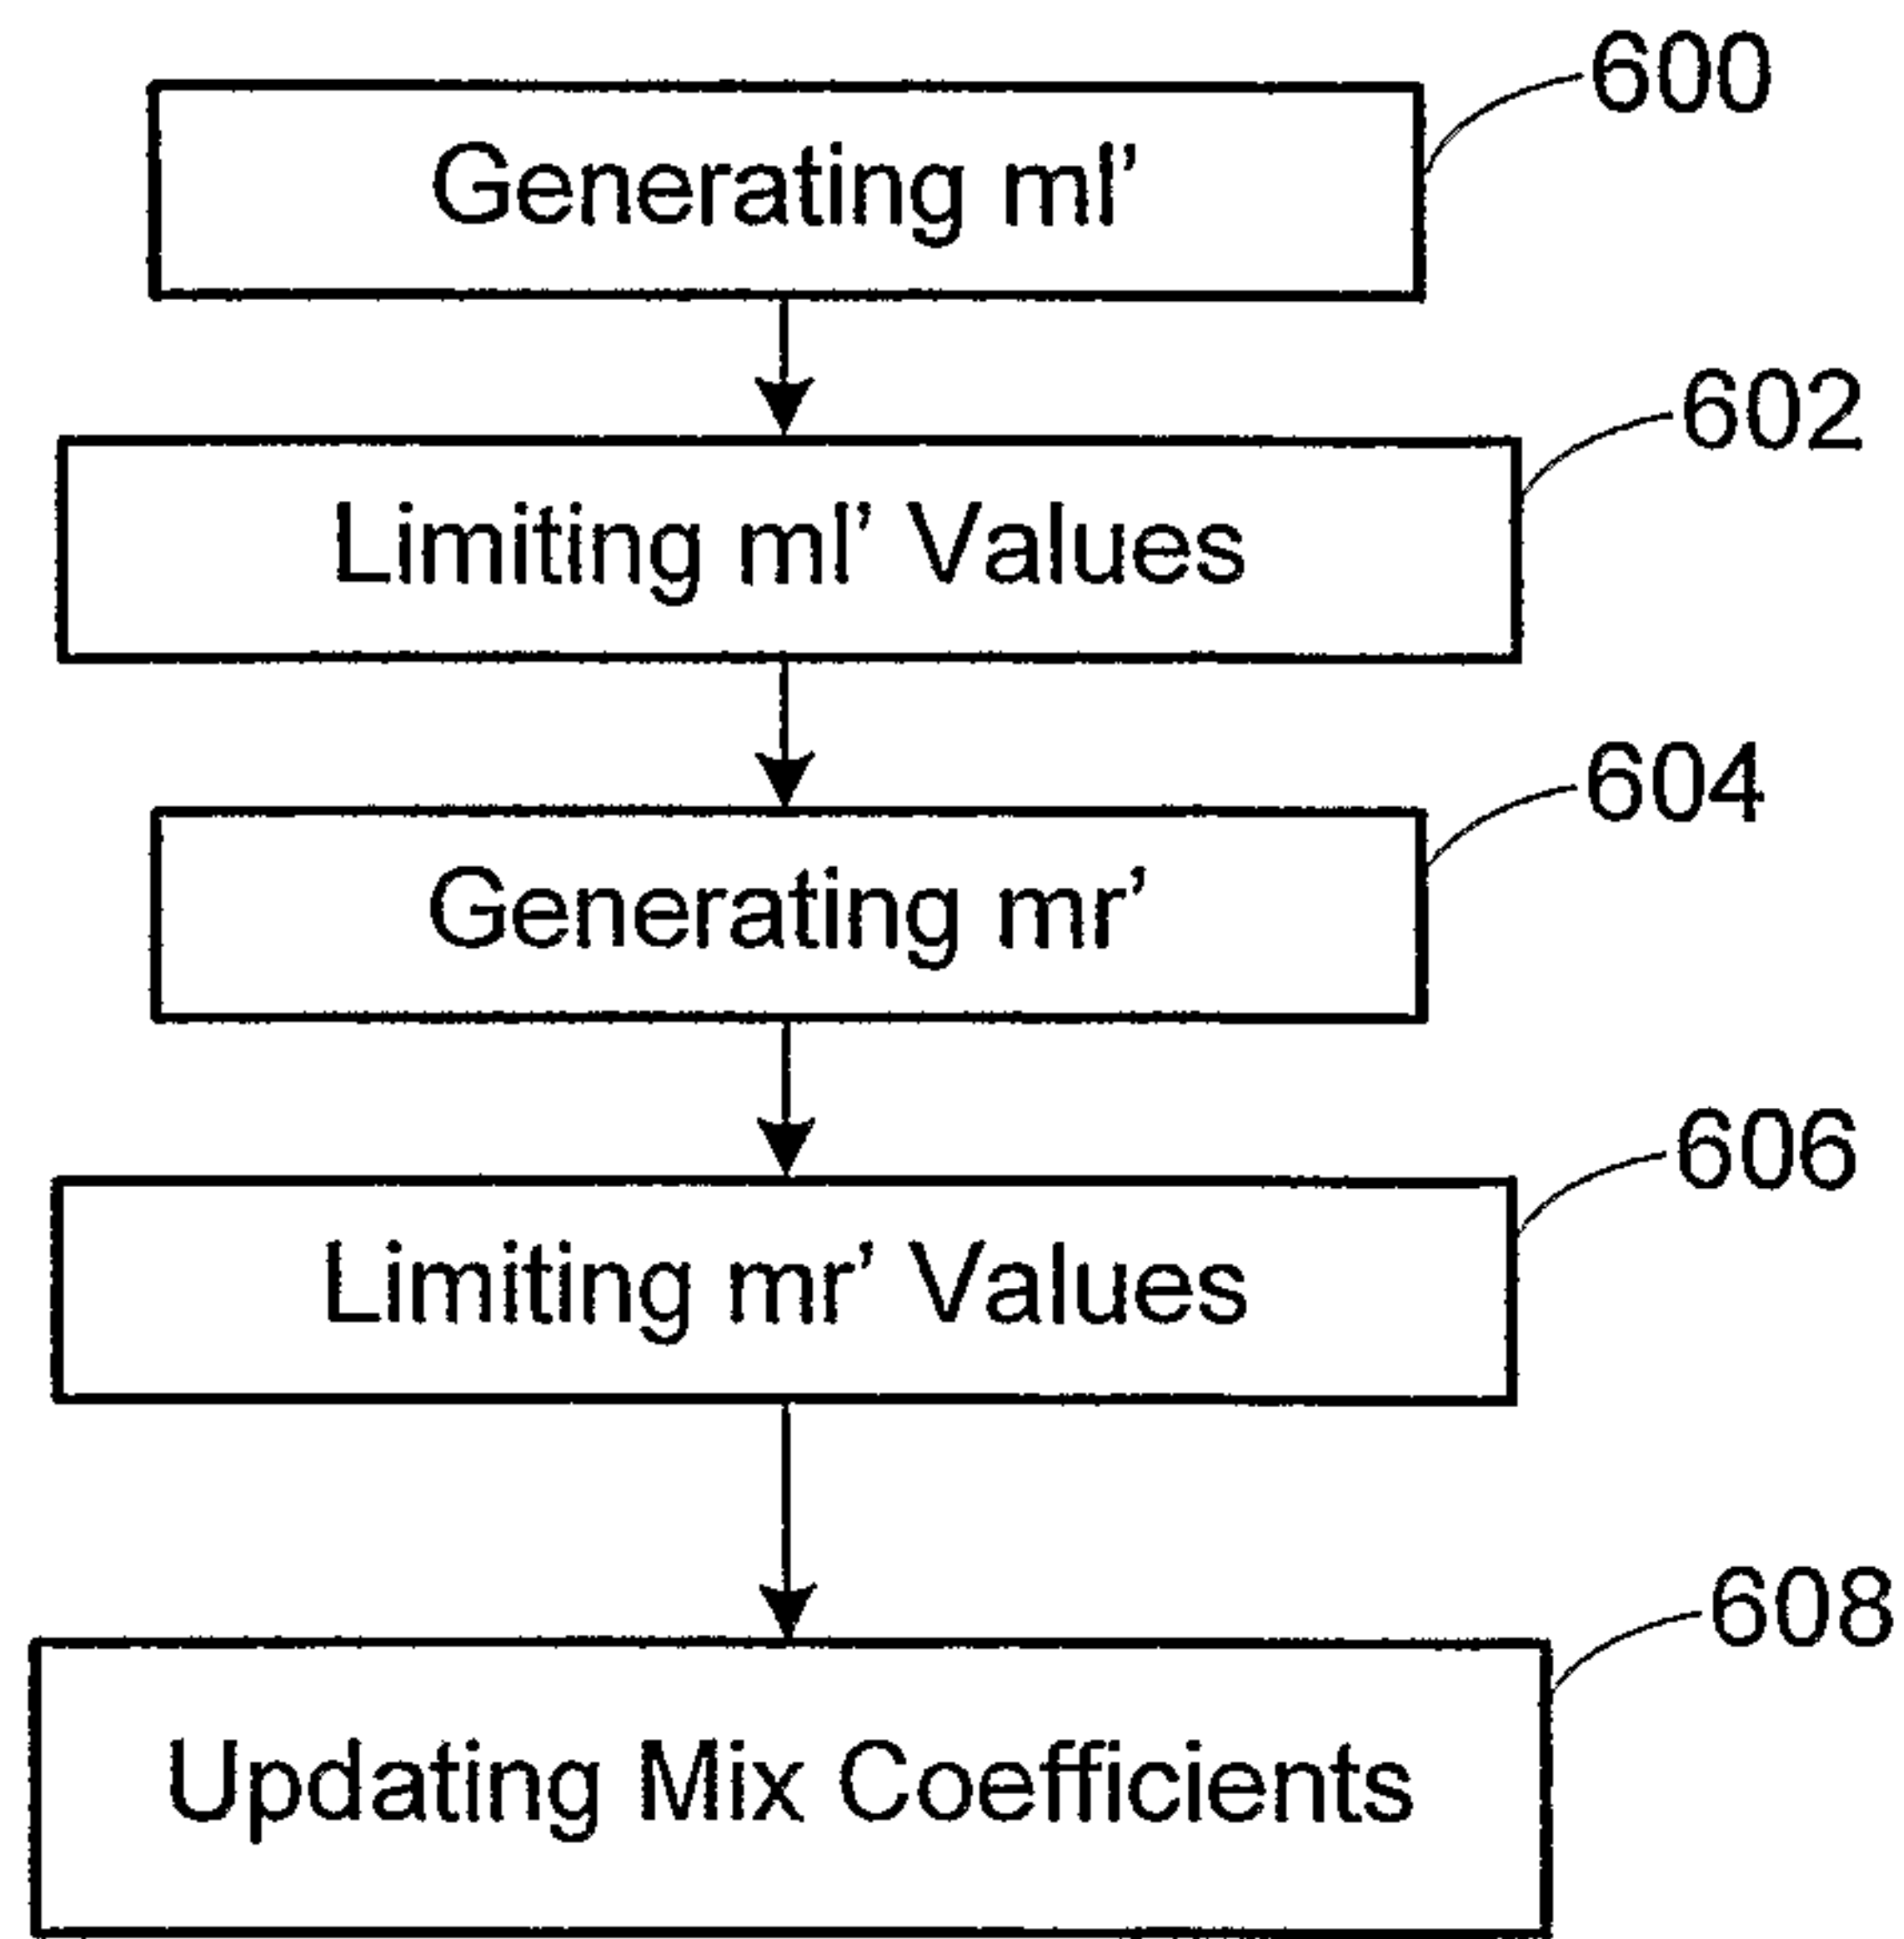 600
Generating ml’
602
Limiting ml’ Values
604
Generating mr’
606
Limiting mr’ Values
608
Updating Mix Coefficients